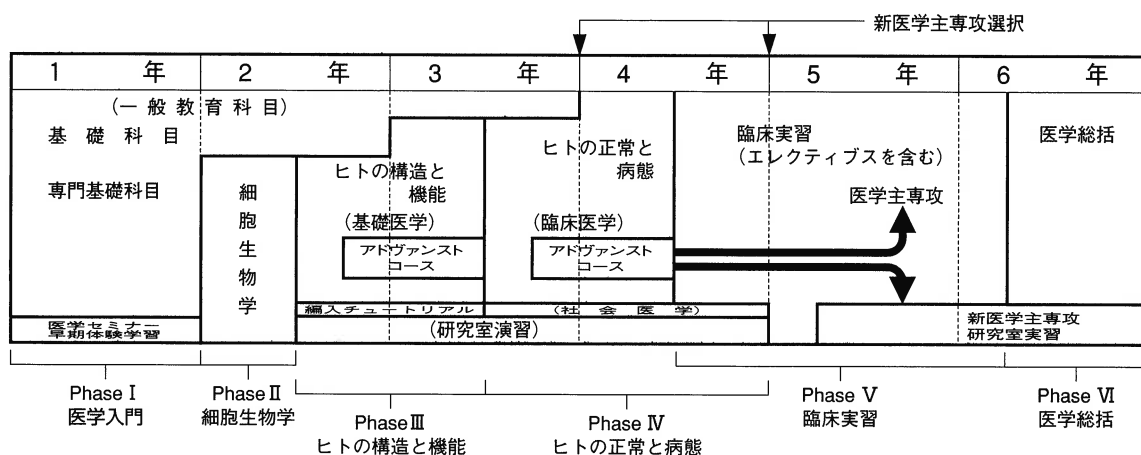 新医学主専攻選択
1 年 2 年 3 年 4 年 5 年 6 年
(一般教育科目)
基礎科目
専門基礎科目
細胞生物学
ヒトの構造と
機能
(基礎医学)
アドヴァンスト
コース
ヒトの正常と
病態
(臨床医学)
アドヴァンスト
コース
臨床実習
(エレクティブスを含む)
医学主専攻
医学総括
編入チュートリアル
(社会医学)
医学セミナー
早期体験学習
(研究室演習)
新医学主専攻
研究室実習
Phase Ⅰ
医学入門
Phase Ⅱ
細胞生物学
Phase Ⅲ
ヒトの構造と機能
Phase Ⅳ
ヒトの正常と病態
Phase Ⅴ
臨床実習
Phase Ⅵ
医学総括